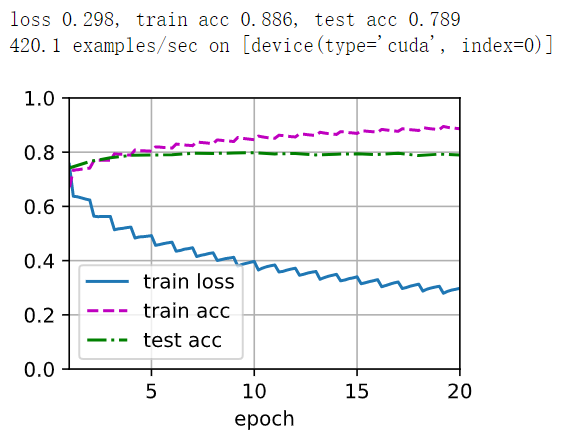 loss 0.298, train acc 0.886, test acc 0.789
420.1 examples/sec on [device(type='cuda', index=0)]
1.0
0.8
0.6
0.4
0.2
0.0
train loss
train acc
test acc
5 10 15 20
epoch